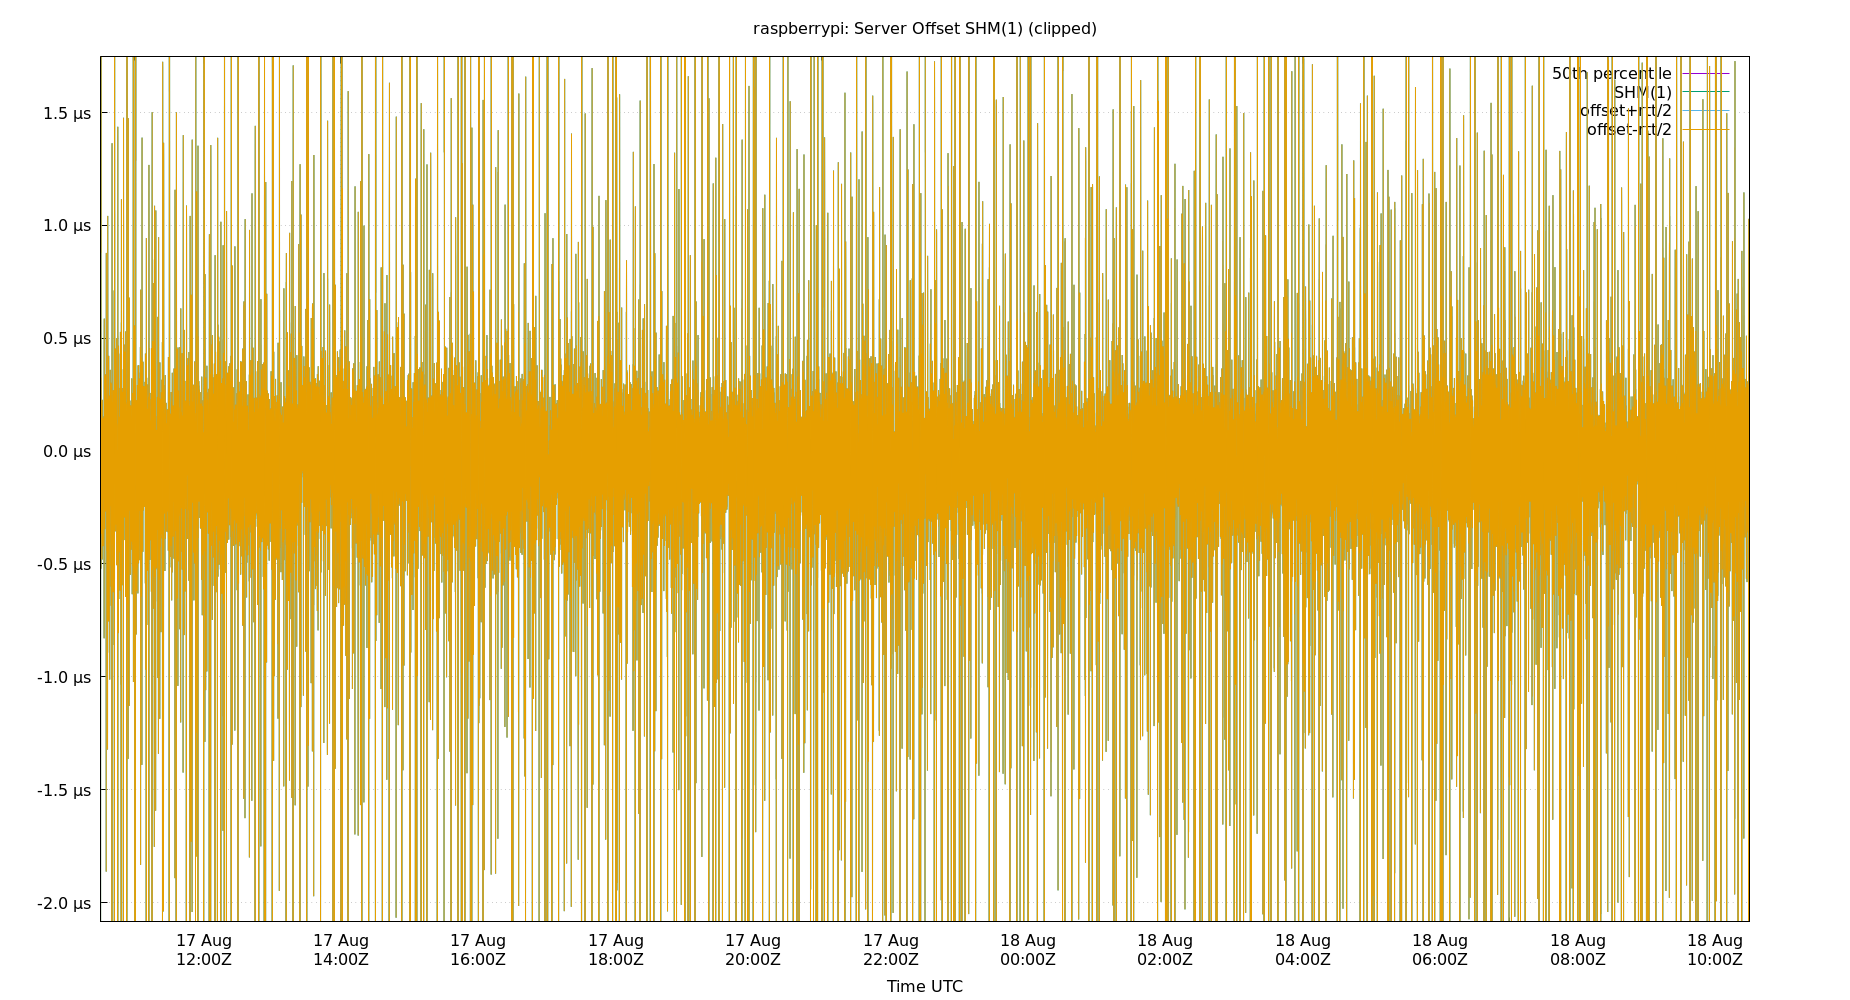 raspberrypi: Server Offset SHM(1) (clipped)
50th percentile
SHM(1)
offset+rtt/2
offset-rtt/2
1.5 µs
1.0 µs
0.5 µs
0.0 µs
-0.5 µs
-1.0 µs
-1.5 µs
-2.0 µs
17 Aug 17 Aug 17 Aug 17 Aug 17 Aug 17 Aug 18 Aug 18 Aug 18 Aug 18 Aug 18 Aug 18 Aug
12:00Z 14:00Z 16:00Z 18:00Z 20:00Z 22:00Z 00:00Z 02:00Z 04:00Z 06:00Z 08:00Z 10:00Z
Time UTC